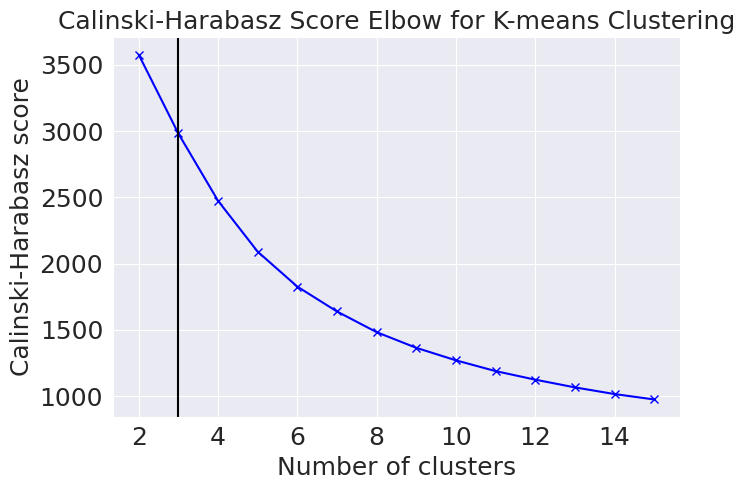 Calinski-Harabasz Score Elbow for K-means Clustering
Calinski-Harabasz score
3500
3000
2500
2000
1500
1000
2 4 6 8 10 12 14
Number of clusters